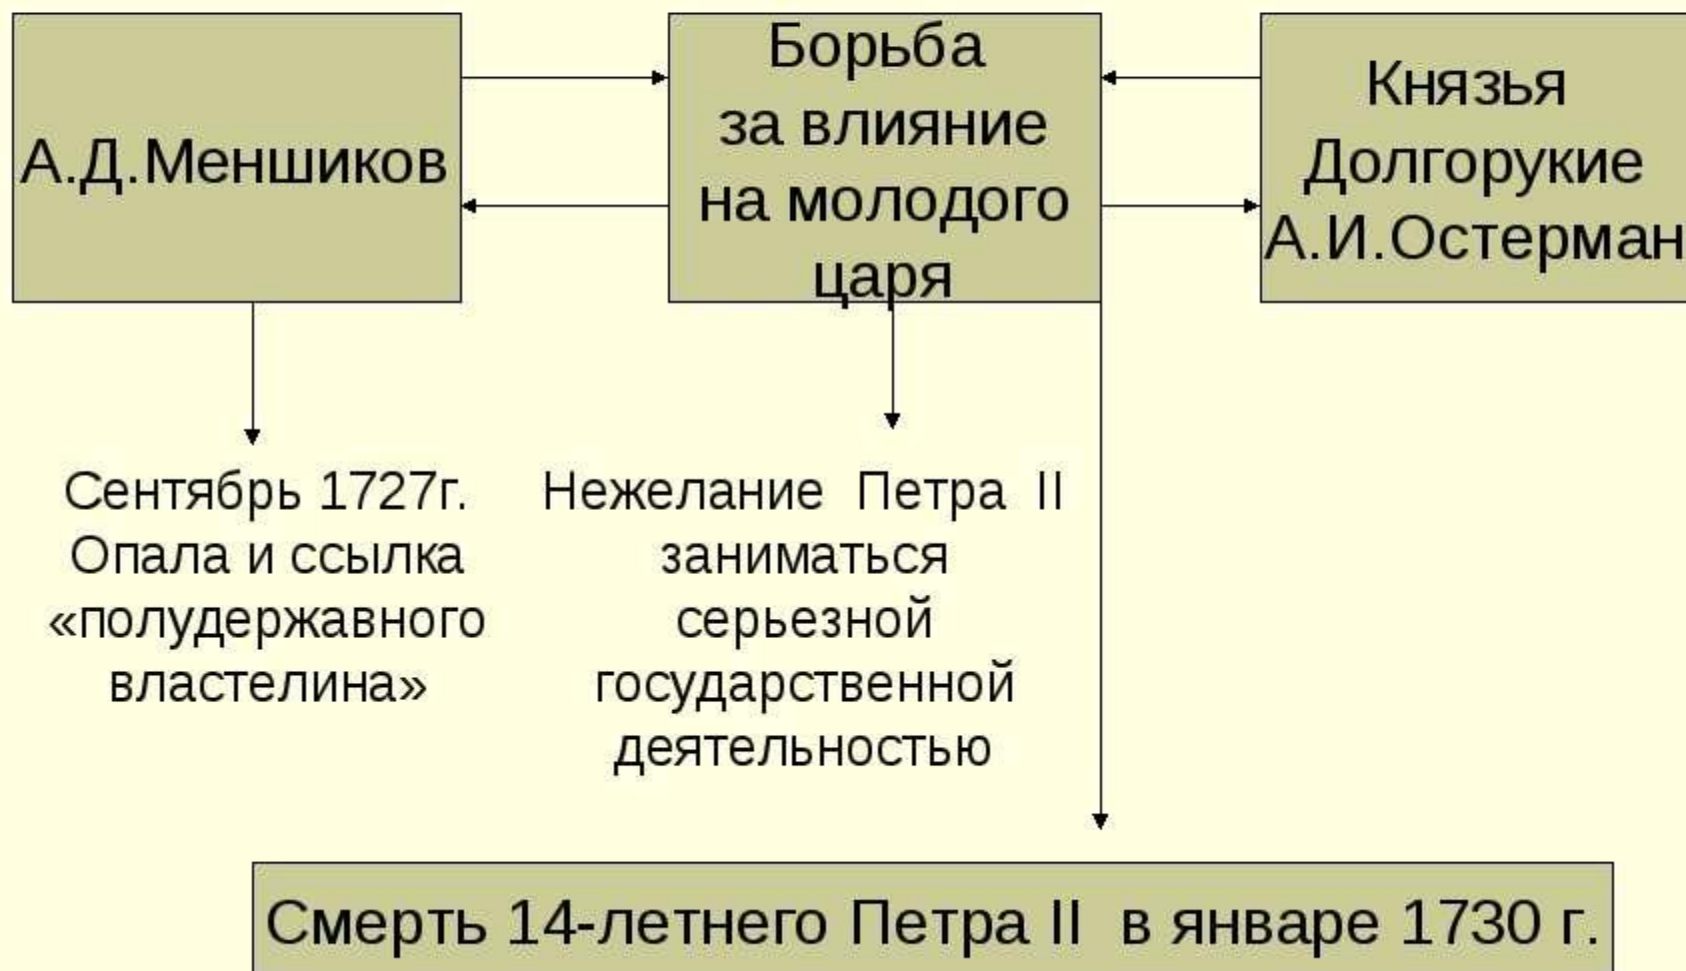 А.Д.Меншиков
Борьба
за влияние
на молодого
царя
Князья
Долгорукие
А.И.Остерман
Сентябрь 1727г.
Опала и ссылка
«полудержавного
властелина»
Нежелание Петра II
заниматься
серьезной
государственной
деятельностью
Смерть 14-летнего Петра II в январе 1730 г.